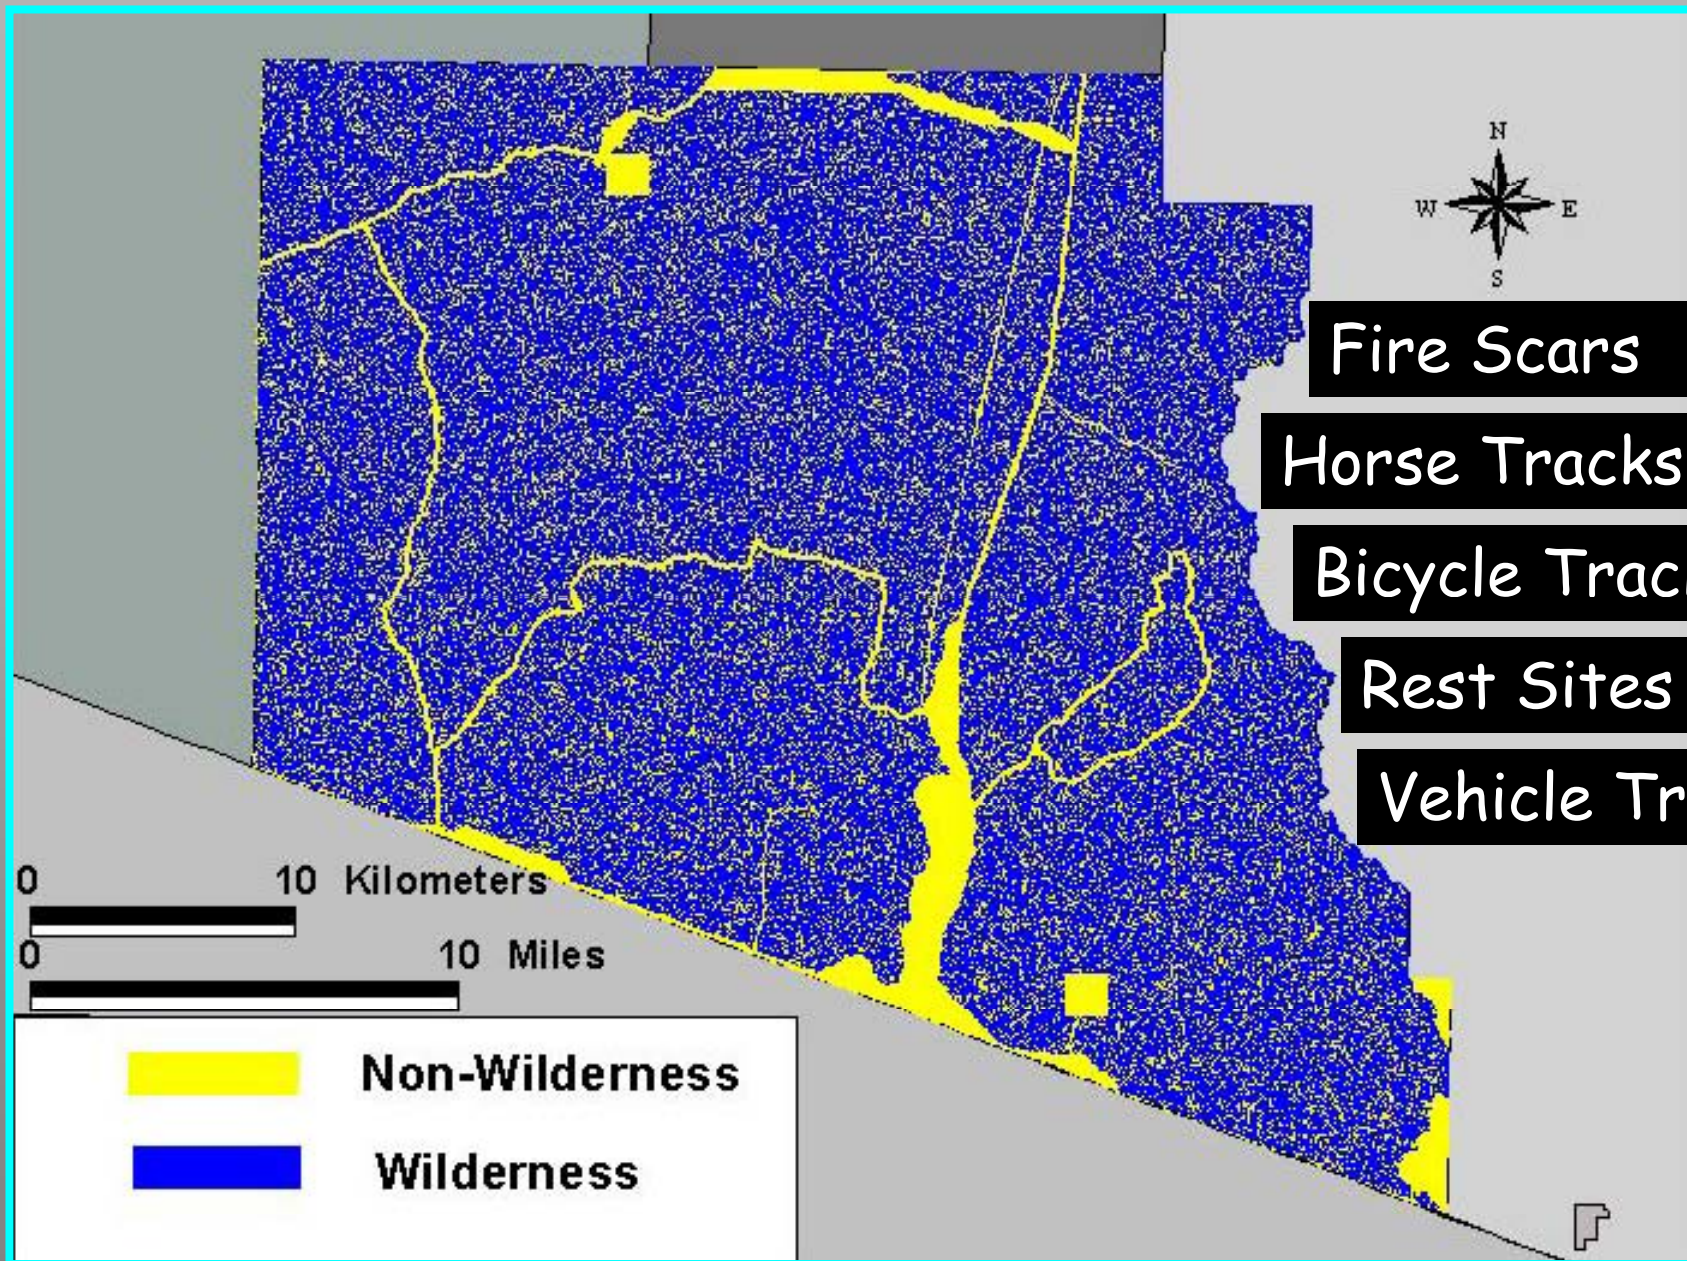 N
W E
S
Fire Scars
Horse Tracks
Bicycle Trac
Rest Sites
Vehicle Tr
0 10 Kilometers
0 10 Miles
Non-Wilderness
Wilderness